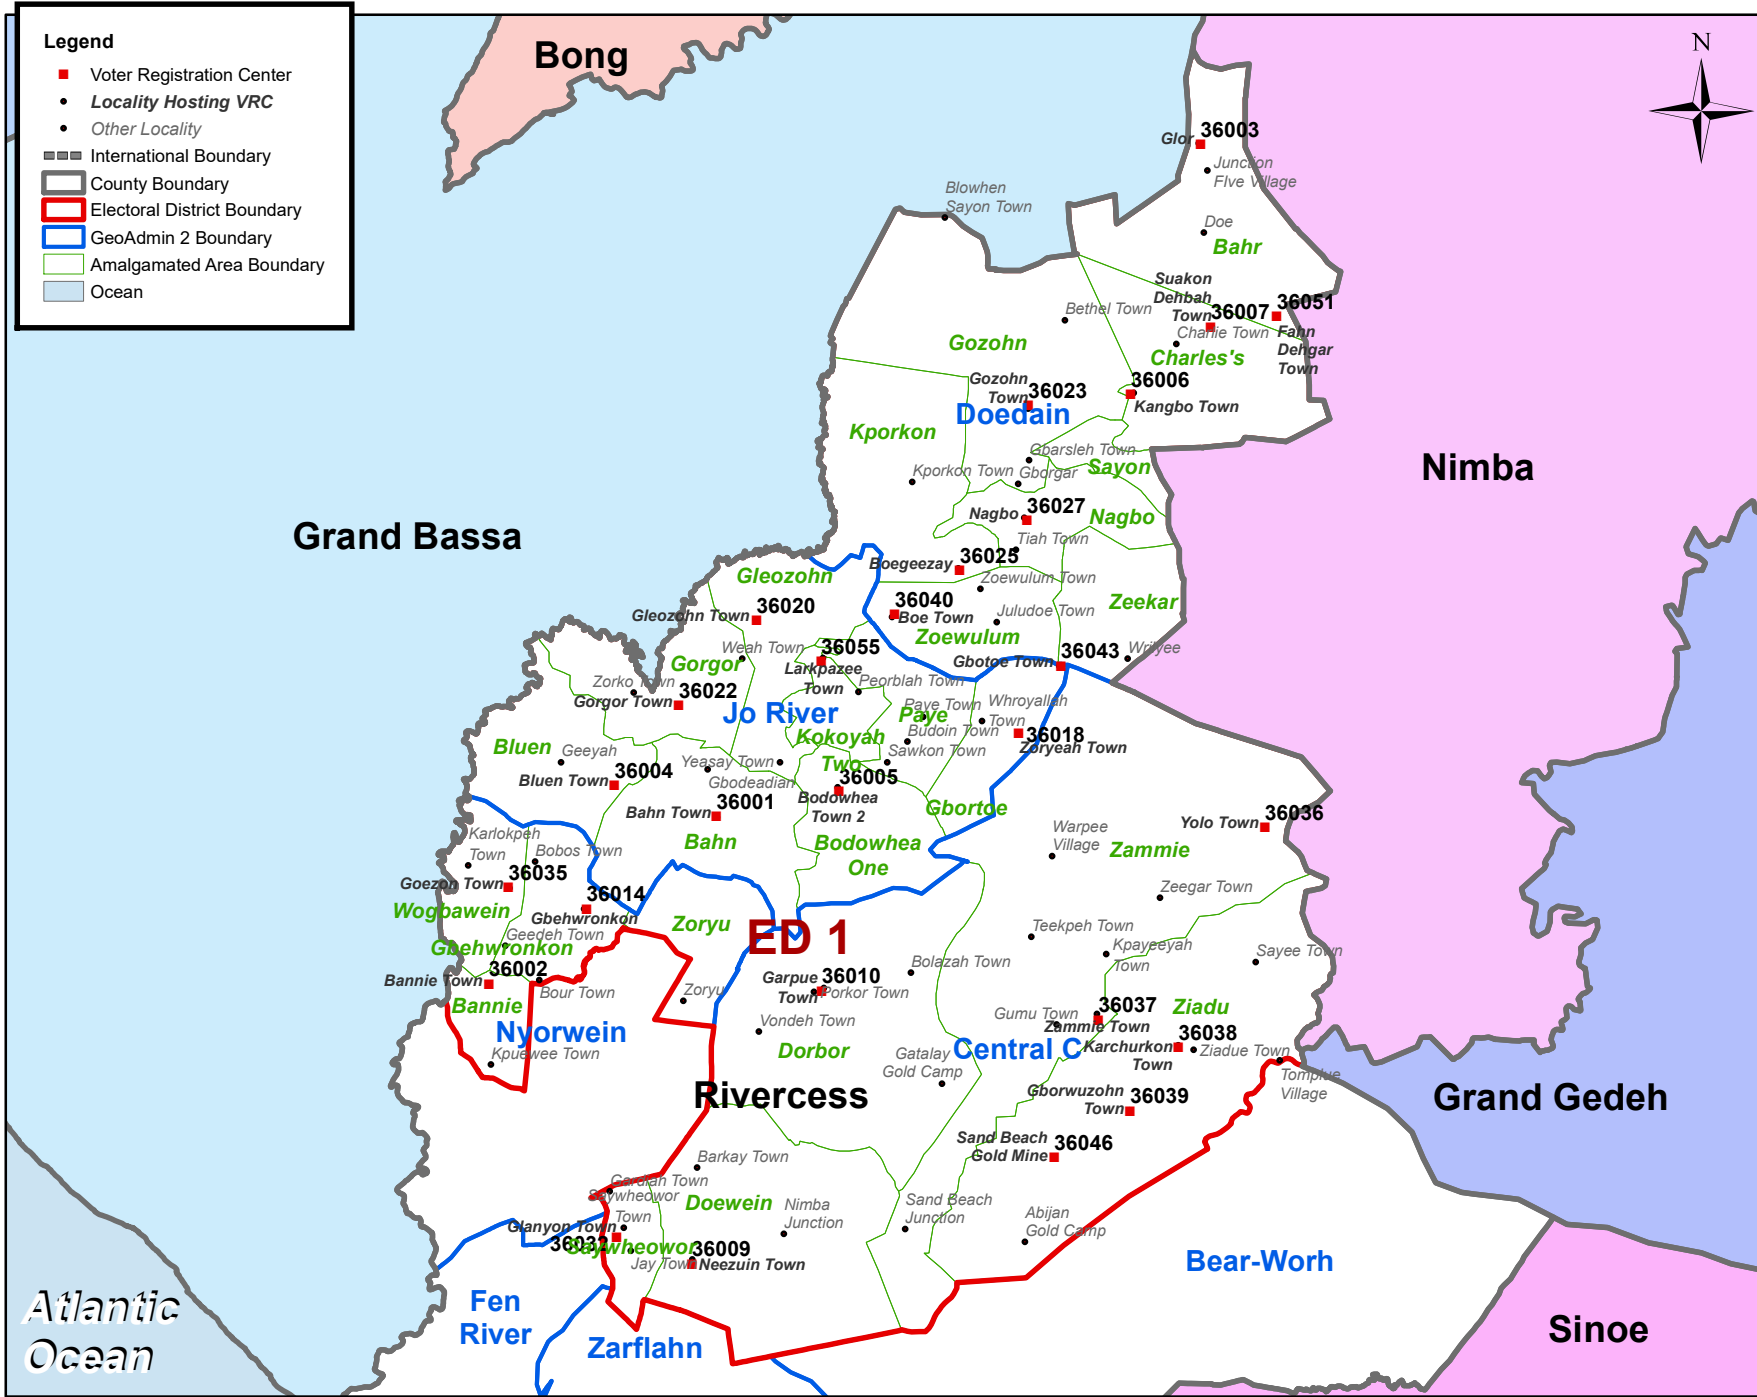 Legend
Voter Registration Center
Locality Hosting VRC
Other Locality
International Boundary
County Boundary
Electoral District Boundary
GeoAdmin 2 Boundary
Amalgamated Area Boundary
Ocean
Bong
N
36003
Glor
Junction
FIve Village
Blowhen
Sayon Town
Doe
Bahr
Suakon
Dehbah
Town
36007
36051
Bethel Town
Charlie Town
Fahn
Dehgar
Town
Gozohn
Charles's
Gozohn
Town
36023
36006
Kangbo Town
Doedain
Kporkon
Gbarsleh Town
Sayon
Kporkon Town
Gborgar
Nimba
Nagbo
36027
Nagbo
Grand Bassa
Tiah Town
Boegeezay
36025
Gleozohn
Zoewulum Town
Zeekar
Gleozohn Town
36020
36040
Boe Town
Juludoe Town
Zoewulum
Weah Town
36055
Larkpazee
Town
Gbotoe Town
36043
Wriyee
Gorgor
Zorko Town
Gorgor Town
36022
Peorblah Town
Jo River
Paye Town
Paye
Whroyallah
Town
Budoin Town
36018
Zoryeah Town
Kokoyah
Two
Sawkon Town
Bluen
Geeyah
Yeasay Town
Bluen Town
36004
Gbodeadian
36005
Bodowhea
Town 2
Gbortoe
Bahn Town
36001
Yolo Town
36036
Bahn
Bodowhea
One
Warpee
Village
Zammie
Karlokpeh
Town
Bobos Town
Goezon Town
36035
36014
Gbehwronkon
Zeegar Town
Wogbawein
Zoryu
ED 1
Geedeh Town
Gbehwronkon
Teekpeh Town
Kpayeeyah
Town
Sayee Town
36002
Bannie Town
Bour Town
Bannie
Zoryu
Garpue
Town
36010
Porkor Town
Bolazah Town
Nyorwein
Vondeh Town
Gumu Town
36037
Zammie Town
Ziadu
Kpuewee Town
Dorbor
Central C
Karchurkon
Town
36038
Ziadue Town
Gatalay
Gold Camp
Tomplue
Village
Rivercess
Gborwuzohn
Town
36039
Grand Gedeh
Sand Beach
Gold Mine
36046
Barkay Town
Gardian Town
Saywheowor
Town
Doewein
Nimba
Junction
Sand Beach
Junction
Abijan
Gold Camp
Glanyon Town
36032
Saywheowor
Jay Town
36009
Neezuin Town
Bear-Worh
Fen
River
Zarflahn
Atlantic
Ocean
Sinoe